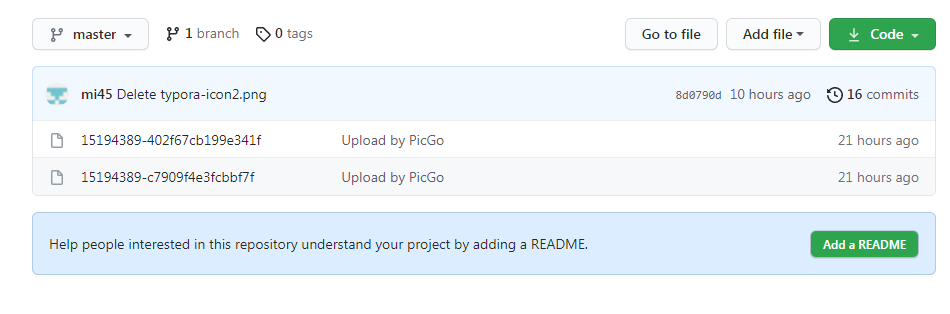 master 1 branch 0 tags Go to file Add file Code
mi45 Delete typora-icon2.png 8d0790d 10 hours ago 16 commits
15194389-402f67cb199e341f Upload by PicGo 21 hours ago
15194389-c7909f4e3fcbbf7f Upload by PicGo 21 hours ago
Help people interested in this repository understand your project by adding a README. Add a README